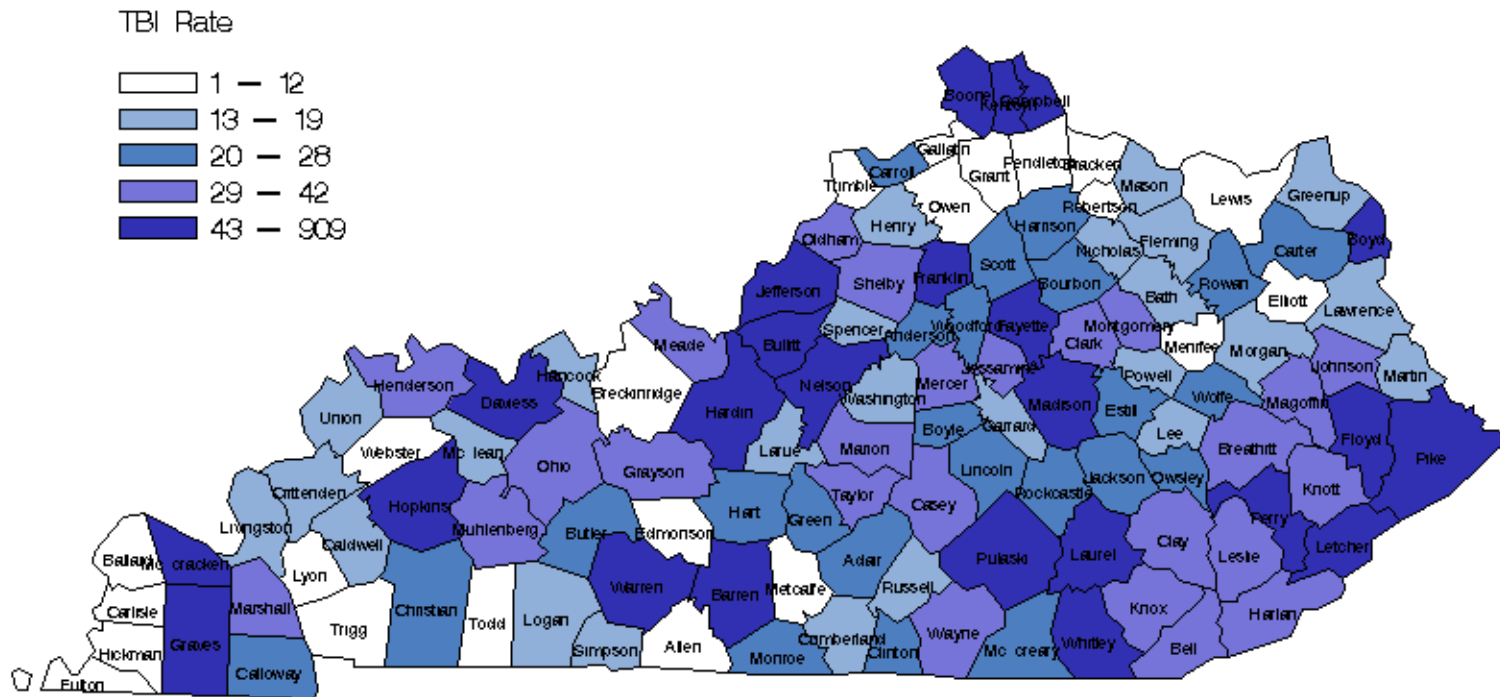 TBI Rate
1 – 12
13 – 19
20 – 28
29 – 42
43 – 909
Boone
Kenton
Campbell
Gallatin
Pendleton
Bracken
Carroll
Grant
Trimble
Mason
Lewis
Greenup
Owen
Robertson
Henry
Harrison
Oldham
Nicholas
Fleming
Boyd
Carter
Franklin
Scott
Shelby
Jefferson
Bourbon
Rowan
Bath
Elliott
Lawrence
Spencer
Anderson
Woodford
Fayette
Montgomery
Clark
Menifee
Meade
Bullitt
Morgan
Jessamine
Johnson
Hancock
Powell
Martin
Henderson
Nelson
Mercer
Breckinridge
Washington
Daviess
Wolfe
Magoffin
Madison
Hardin
Estill
Union
Garrard
Boyle
Lee
Floyd
Webster
Mc lean
Larue
Marion
Breathitt
Pike
Ohio
Grayson
Lincoln
Jackson
Owsley
Crittenden
Rockcastle
Knott
Taylor
Casey
Hopkins
Hart
Green
Perry
Livingston
Muhlenberg
Butler
Edmonson
Clay
Letcher
Caldwell
Leslie
Ballard
Mc cracken
Adair
Pulaski
Laurel
Lyon
Warren
Metcalfe
Russell
Barren
Carlisle
Marshall
Christian
Knox
Harlan
Logan
Trigg
Todd
Wayne
Cumberland
Graves
Whitley
Allen
Bell
Hickman
Simpson
Monroe
Clinton
Mc creary
Calloway
Fulton